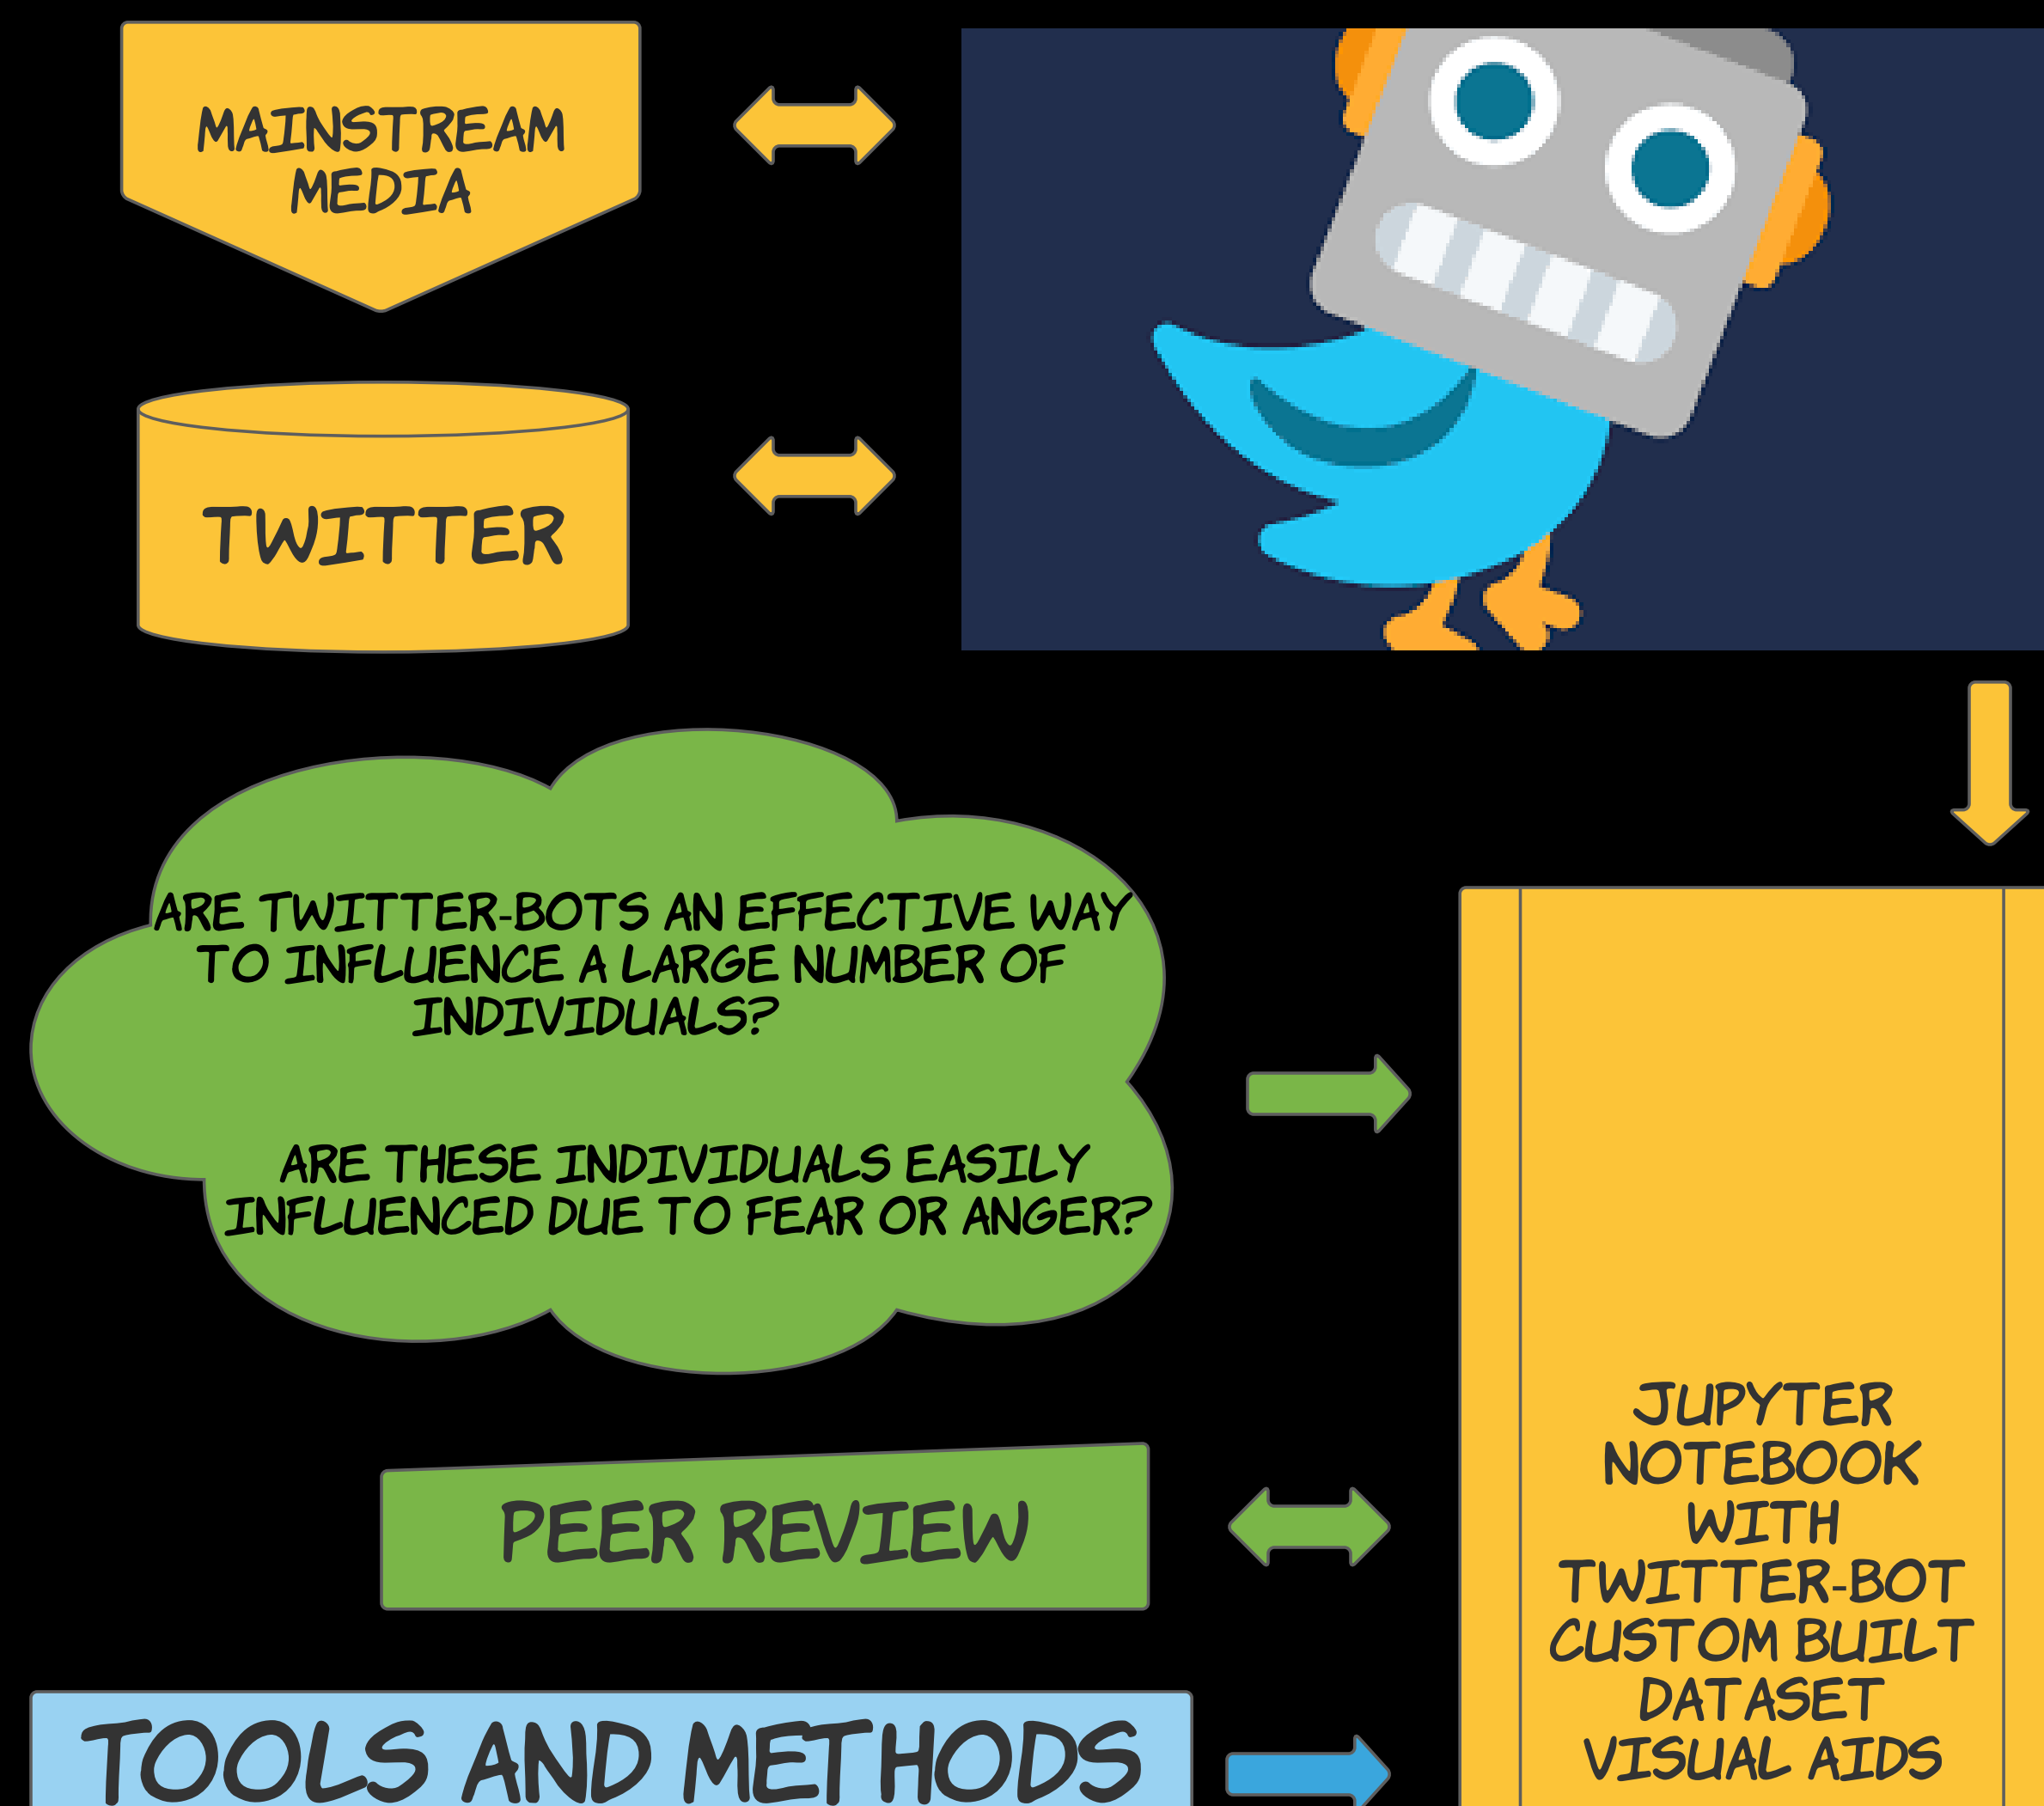 MAINSTREAM
MEDIA
TWITTER
ARE TWITTER-BOTS AN EFFECTIVE WAY
TO INFLUENCE A LARGE NUMBER OF
INDIVIDUALS?
ARE THESE INDIVIDUALS EASILY
INFLUENCED DUE TO FEAR OR ANGER?
PEER REVIEW
TOOLS AND METHODS
JUPYTER
NOTEBOOK
WITH
TWITTER-BOT
CUSTOM BUILT
DATASET
VISUAL AIDS